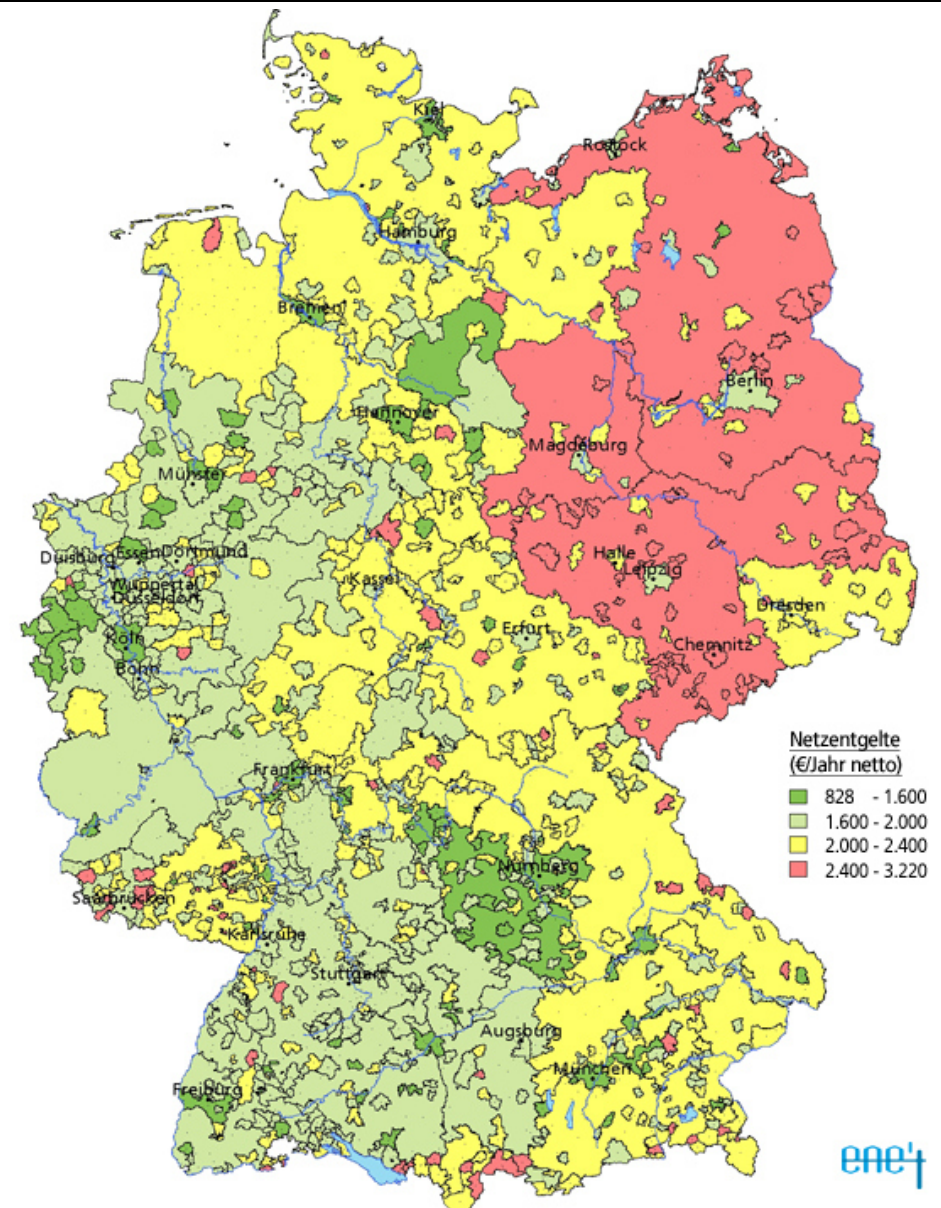 Kiel
Rostock
Hamburg
Bremen
Berlin
Hannover
Magdeburg
Münster
Duisburg
Essen
Dortmund
Halle
Leipzig
Wuppertal
Düsseldorf
Kassel
Dresden
Erfurt
Köln
Chemnitz
Bonn
Netzentgelte
(€/Jahr netto)
828 - 1.600
1.600 - 2.000
2.000 - 2.400
2.400 - 3.220
Frankfurt
Nürnberg
Saarbrücken
Karlsruhe
Stuttgart
Augsburg
München
Freiburg
ene't